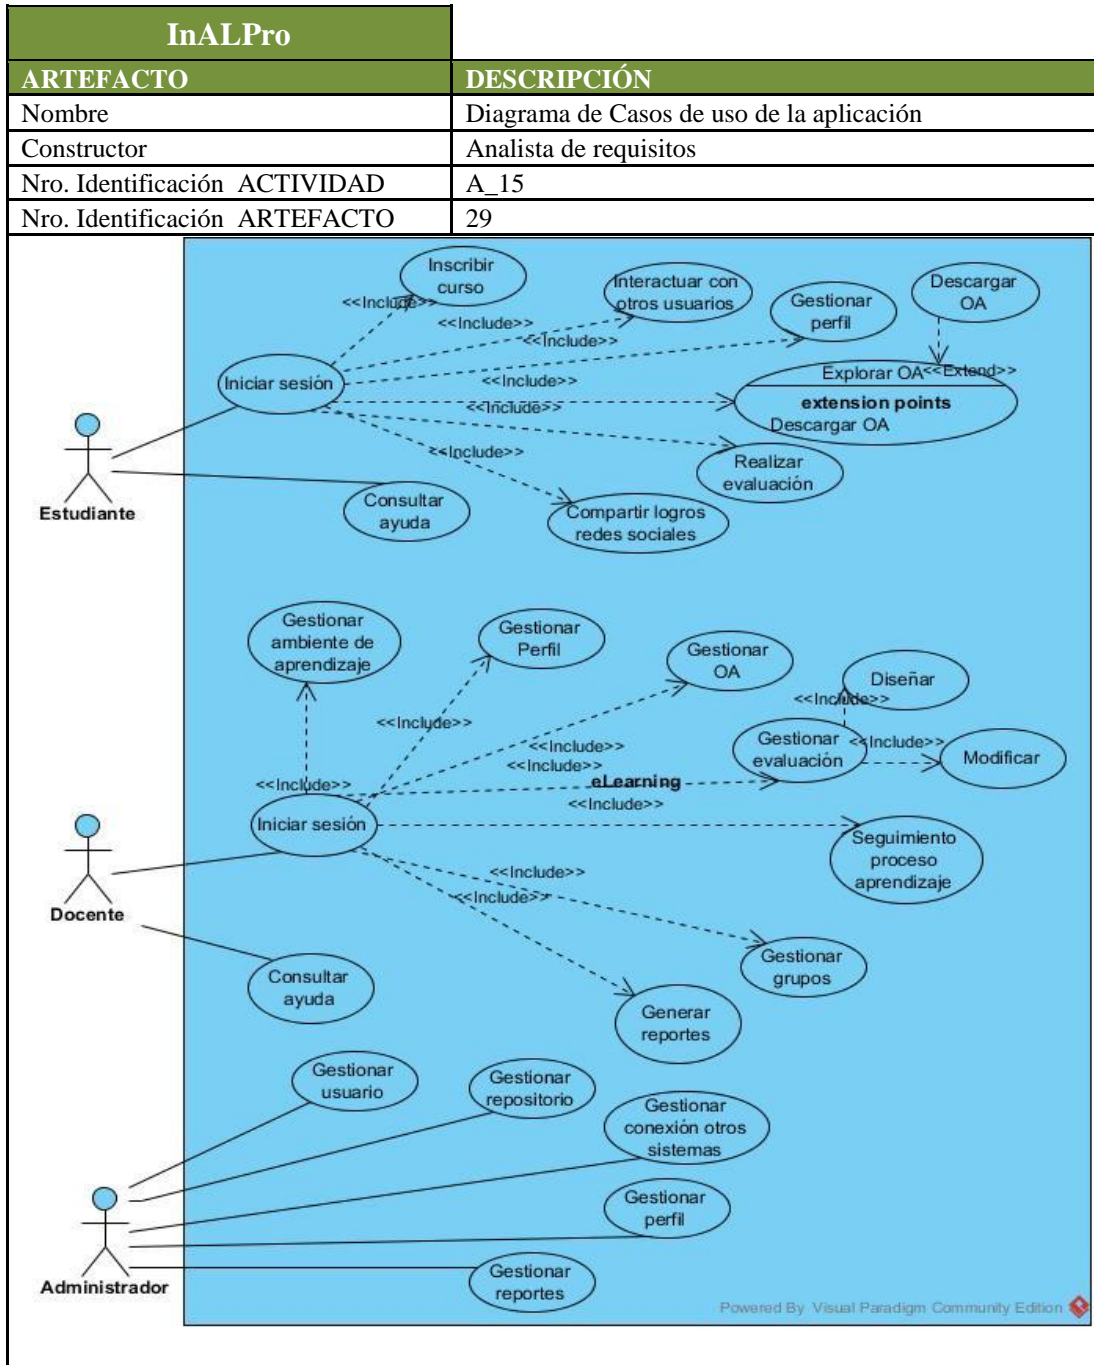 InALPro
ARTEFACTO DESCRIPCIÓN
Nombre Diagrama de Casos de uso de la aplicación
Constructor Analista de requisitos
Nro. Identificación ACTIVIDAD A_15
Nro. Identificación ARTEFACTO 29
Inscribir
curso
<<Include>>
Interactuar con
otros usuarios
<<Include>>
Gestionar
perfil
<<Include>>
Descargar
OA
Iniciar sesión
<<Include>>
Explorar OA
<<Extend>>
extension points
Descargar OA
<<Include>>
Realizar
evaluación
<<Include>>
Compartir logros
redes sociales
Consultar
ayuda
Estudiante
Gestionar
ambiente de
aprendizaje
Gestionar
Perfil
Gestionar
OA
Diseñar
<<Include>>
<<Include>>
Gestionar
evaluación
<<Include>>
Modificar
<<Include>>
<<Include>>
eLearning
<<Include>>
<<Include>>
Iniciar sesión
Seguimiento
proceso
aprendizaje
<<Include>>
<<Include>>
Docente
Gestionar
grupos
Consultar
ayuda
Generar
reportes
Gestionar
usuario
Gestionar
repositorio
Gestionar
conexión otros
sistemas
Gestionar
perfil
Administrador
Gestionar
reportes
Powered By Visual Paradigm Community Edition